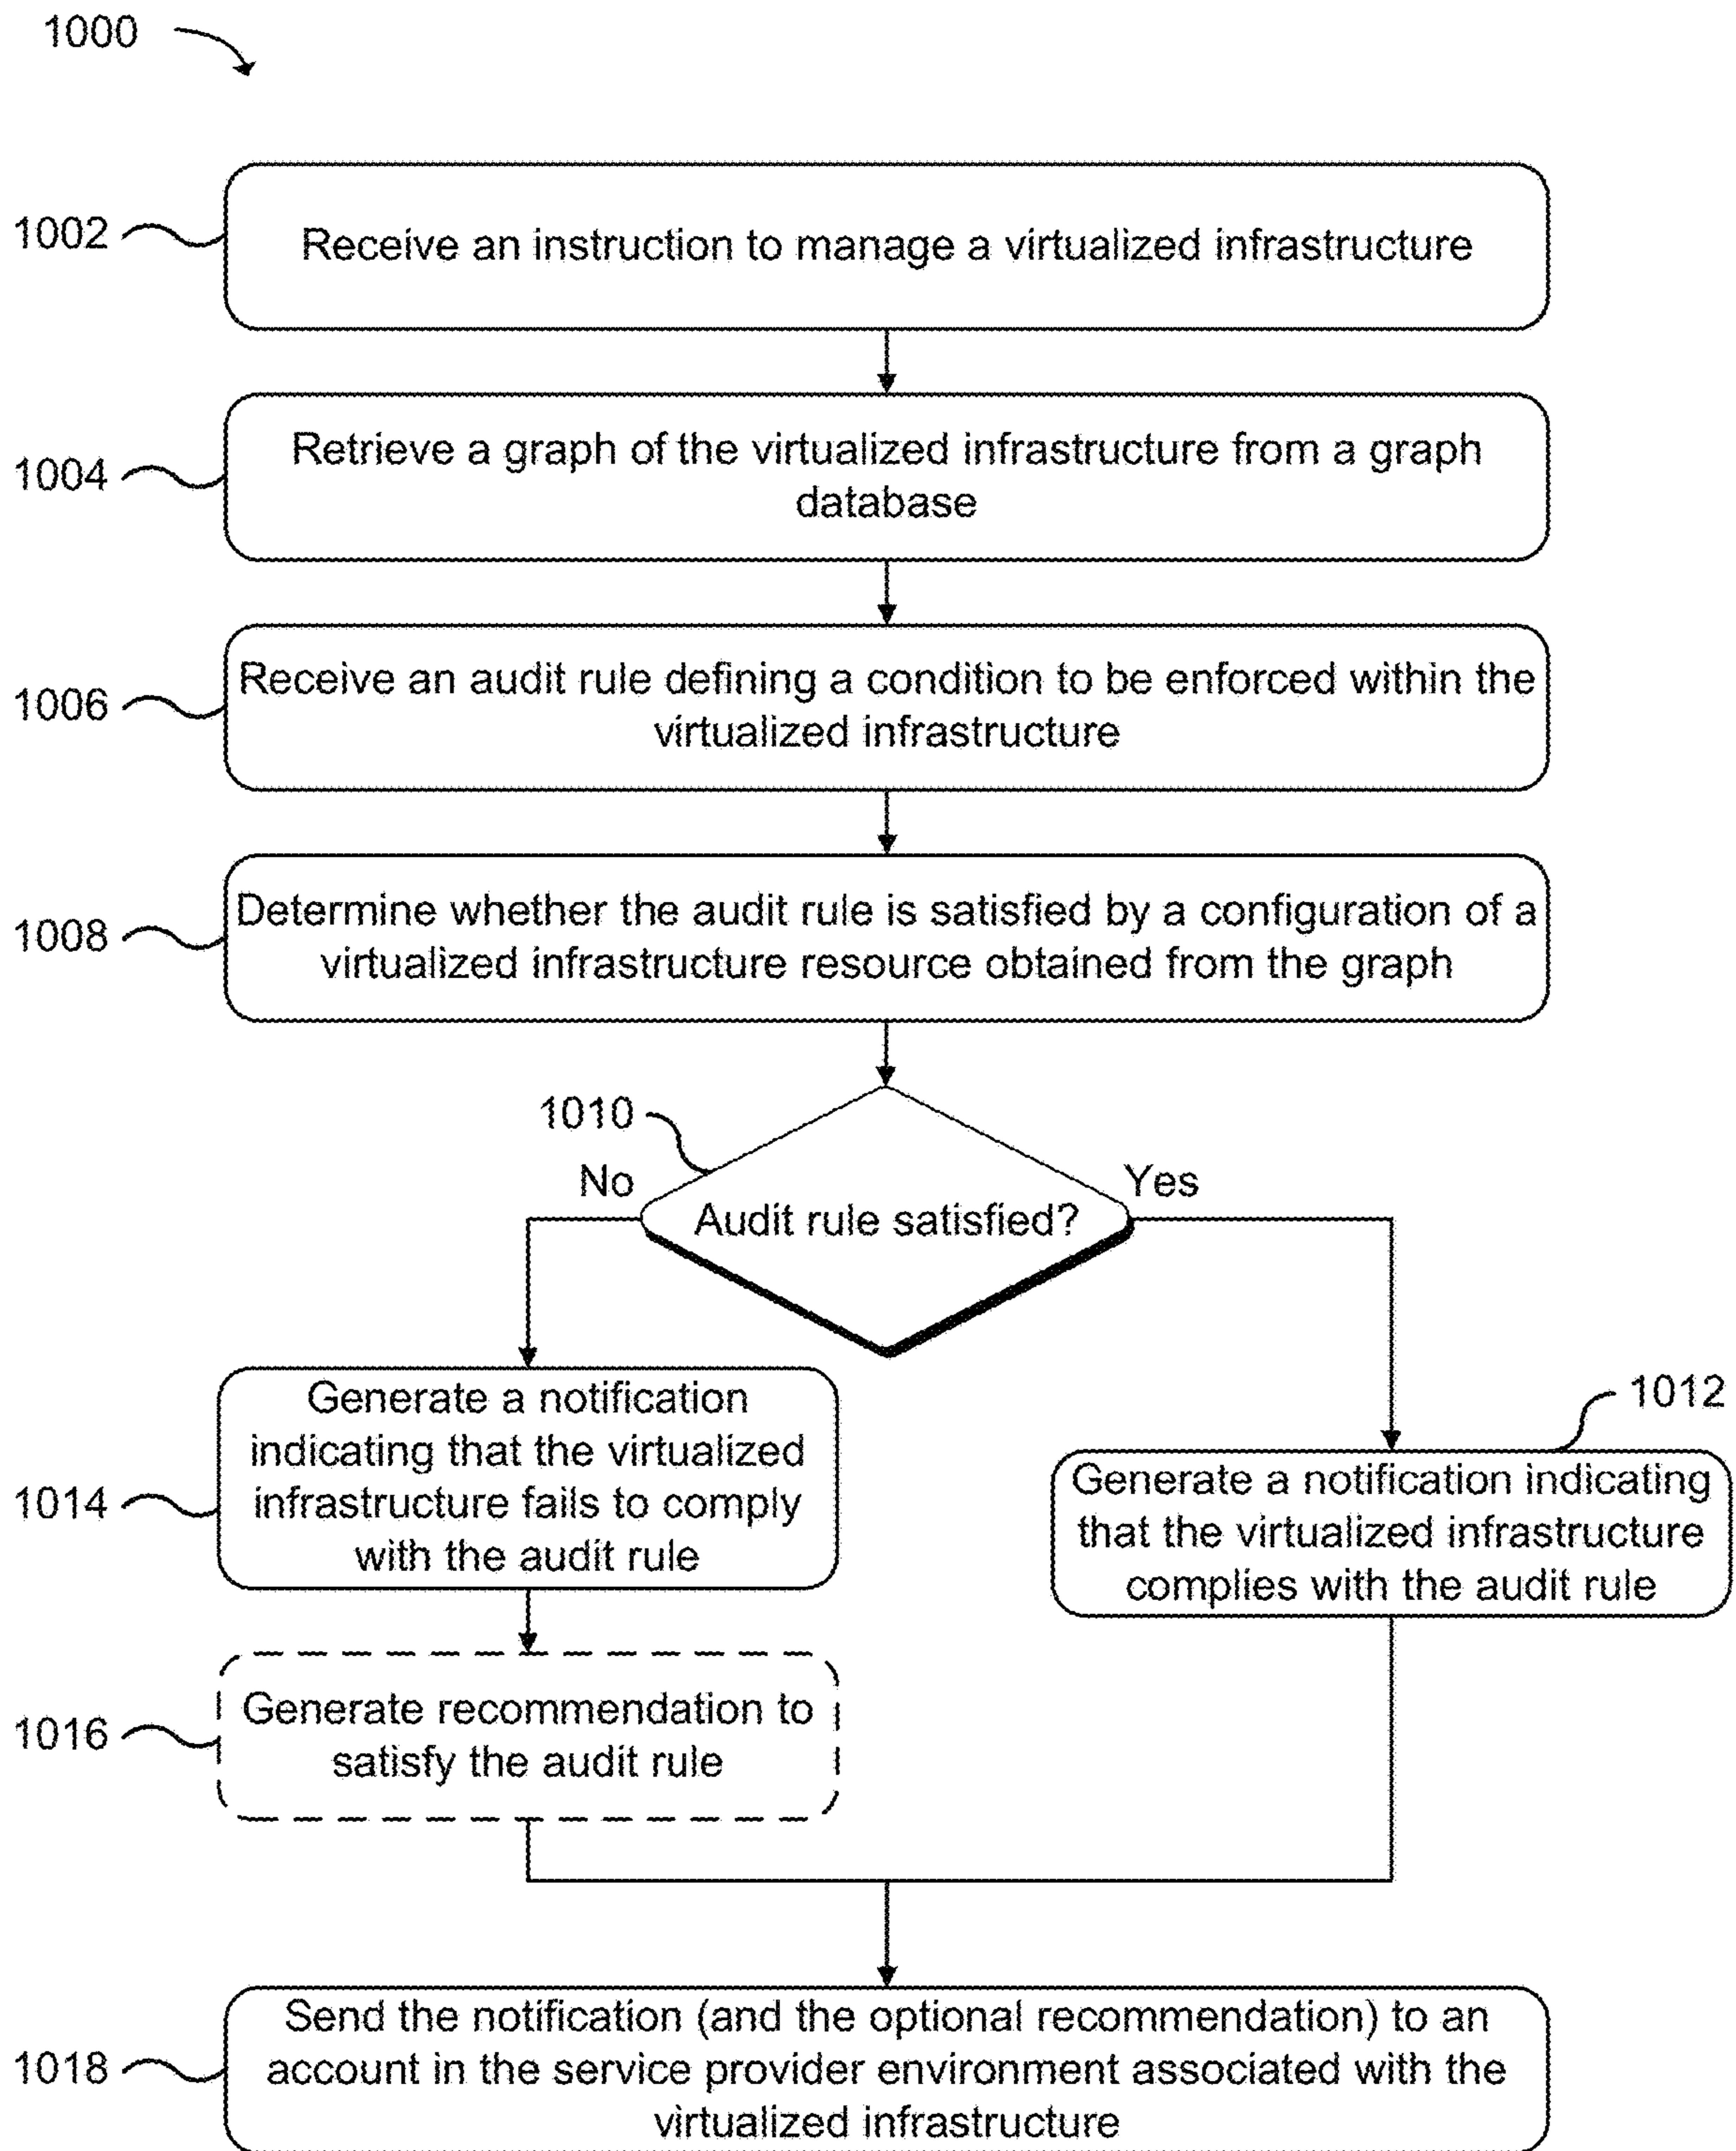 1000
1002
Receive an instruction to manage a virtualized infrastructure
1004
Retrieve a graph of the virtualized infrastructure from a graph
database
1006
Receive an audit rule defining a condition to be enforced within the
virtualized infrastructure
1008
Determine whether the audit rule is satisfied by a configuration of a
virtualized infrastructure resource obtained from the graph
1010
No
Yes
Audit rule satisfied?
1014
Generate a notification
indicating that the virtualized
infrastructure fails to comply
with the audit rule
1012
Generate a notification indicating
that the virtualized infrastructure
complies with the audit rule
1016
Generate recommendation to
satisfy the audit rule
1018
Send the notification (and the optional recommendation) to an
account in the service provider environment associated with the
virtualized infrastructure